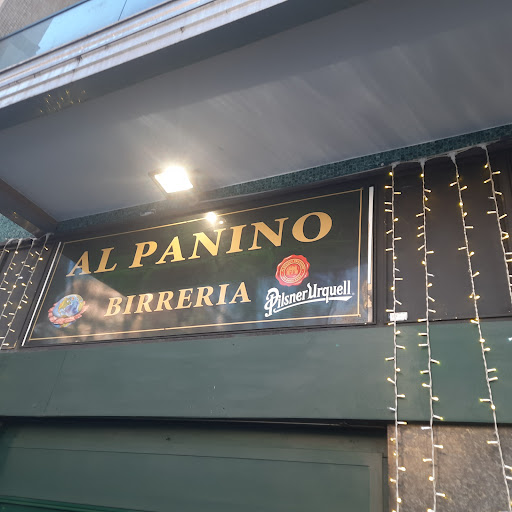 AL PANINO
BIRRERIA
Pilsner Urquell